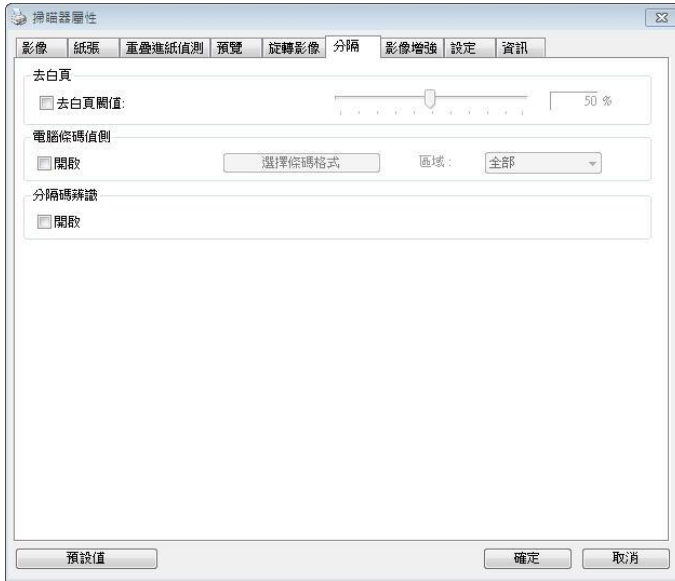 掃瞄器屬性
影像 紙張 重疊進紙偵測 預覽 旋轉影像 分隔 影像增強 設定 資訊
去白頁
去白頁閥值: 50 %
電腦條碼偵側
開啟 選擇條碼格式 區域 : 全部
分隔碼辨識
開啟
預設值 確定 取消